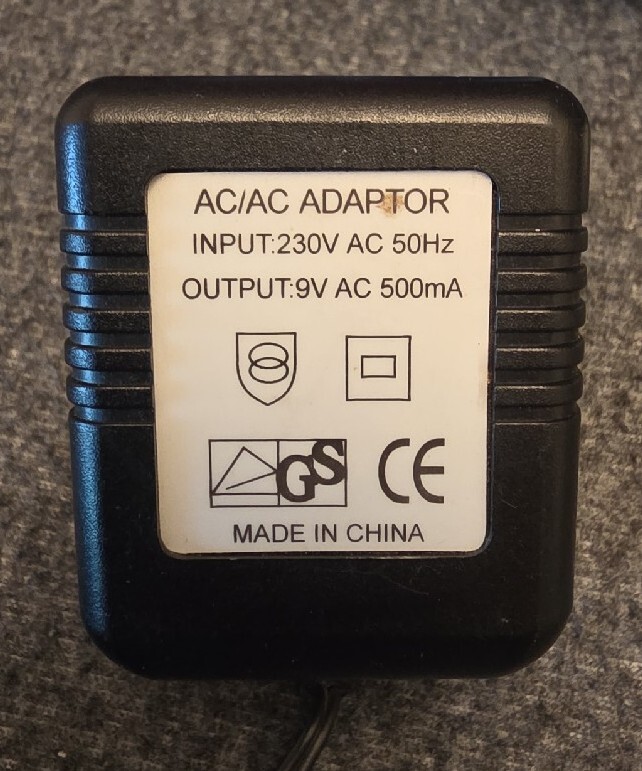 AC/AC ADAPTOR
INPUT:230V AC 50Hz
OUTPUT:9V AC 500mA
GS CE
MADE IN CHINA